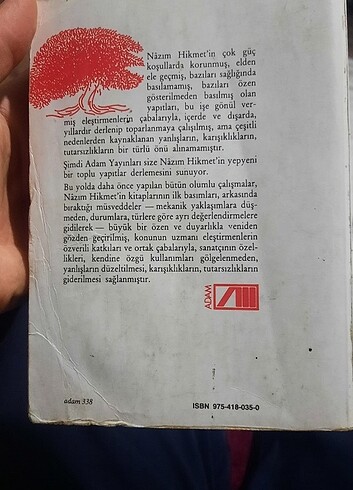 Nâzım Hikmet'in çok güç
koşullarda korunmuş, elden
ele geçmiş, bazıları sağlığında
basılamamış, bazıları özen
gösterilmeden basılmış olan
yapıtları, bu işe gönül ver-
miş eleştirmenlerin çabalarıyla, içerde ve dışarda,
yıllardır derlenip toparlanmaya çalışılmış, ama çeşitli
nedenlerden kaynaklanan yanlışların, karışıklıkların,
tutarsızlıkların bir türlü önü alınamamıştır.
Şimdi Adam Yayınları size Nâzım Hikmet'in yepyeni
bir toplu yapıtlar derlemesini sunuyor.
Bu yolda daha önce yapılan bütün olumlu çalışmalar,
Nâzım Hikmet'in kitaplarının ilk basımları, arkasında
bıraktığı müsveddeler — mekanik yaklaşımlara düş-
meden, durumlara, türlere göre ayrı değerlendirmelere
gidilerek — büyük bir özen ve duyarlıkla yeniden
gözden geçirilmiş, konunun uzmanı eleştirmenlerin
özverili katkıları ve ortak çabalarıyla, sanatçının özel-
likleri, kendine özgü kullanımları gölgelenmeden,
yanlışların düzeltilmesi, karışıklıkların, tutarsızlıkların
giderilmesi sağlanmıştır.
ADAM
adam 338
ISBN 975-418-035-0